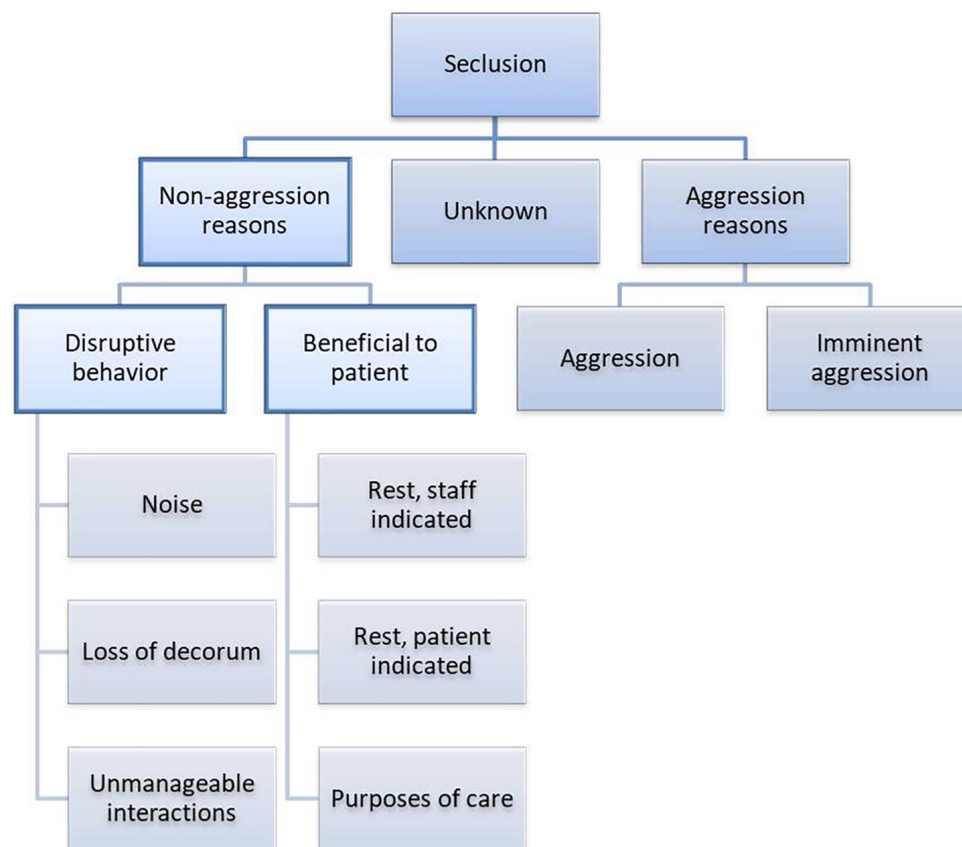 Seclusion
Non-aggression
reasons
Unknown
Aggression
reasons
Disruptive
behavior
Beneficial to
patient
Aggression
Imminent
aggression
Noise
Rest, staff
indicated
Loss of decorum
Rest, patient
indicated
Unmanageable
interactions
Purposes of care